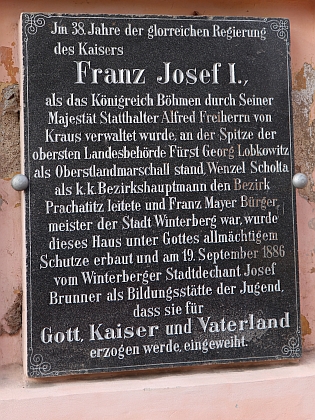 Im 38. Jahre der glorreichen Regierung
des Kaisers
Franz Josef I.,
als das Königreich Böhmen durch Seiner
Majestät Statthalter Alfred Freiherrn von
Kraus verwaltet wurde, an der Spitze der
obersten Landesbehörde Fürst Georg Lobkowitz
als Oberstlandmarschall stand, Wenzel Scholta
als k.k. Bezirkshauptmann den Bezirk
Prachatitz leitete und Franz Mayer Bürger,
meister der Stadt Winterberg war, wurde
dieses Haus unter Gottes allmächtigem
Schutze erbaut und am 19. September 1886
vom Winterberger Stadtdechant Josef
Brunner als Bildungsstätte der Jugend,
dass sie für
Gott, Kaiser und Vaterland
erzogen werde, eingeweiht.